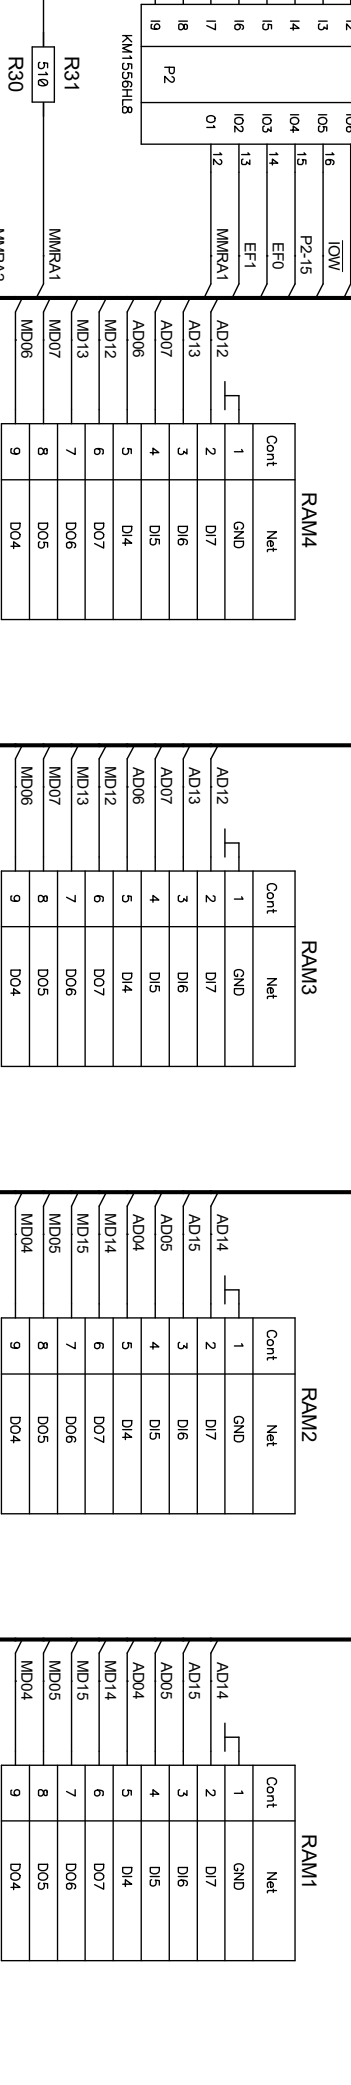 I2 IO6
I3 IO5 16 IOW
I4 IO4 15 P2-15
I5 IO3 14 EF0
I6 IO2 13 EF1
I7 O1 12 MMRA1
I8
I9
P2
KM1556HL8
R31
510 MMRA1
R30
RAM4
Cont Net
1 GND
AD12 2 DI7
AD13 3 DI6
AD07 4 DI5
AD06 5 DI4
MD12 6 DO7
MD13 7 DO6
MD07 8 DO5
MD06 9 DO4
RAM3
Cont Net
1 GND
AD12 2 DI7
AD13 3 DI6
AD07 4 DI5
AD06 5 DI4
MD12 6 DO7
MD13 7 DO6
MD07 8 DO5
MD06 9 DO4
RAM2
Cont Net
1 GND
AD14 2 DI7
AD15 3 DI6
AD05 4 DI5
AD04 5 DI4
MD14 6 DO7
MD15 7 DO6
MD05 8 DO5
MD04 9 DO4
RAM1
Cont Net
1 GND
AD14 2 DI7
AD15 3 DI6
AD05 4 DI5
AD04 5 DI4
MD14 6 DO7
MD15 7 DO6
MD05 8 DO5
MD04 9 DO4